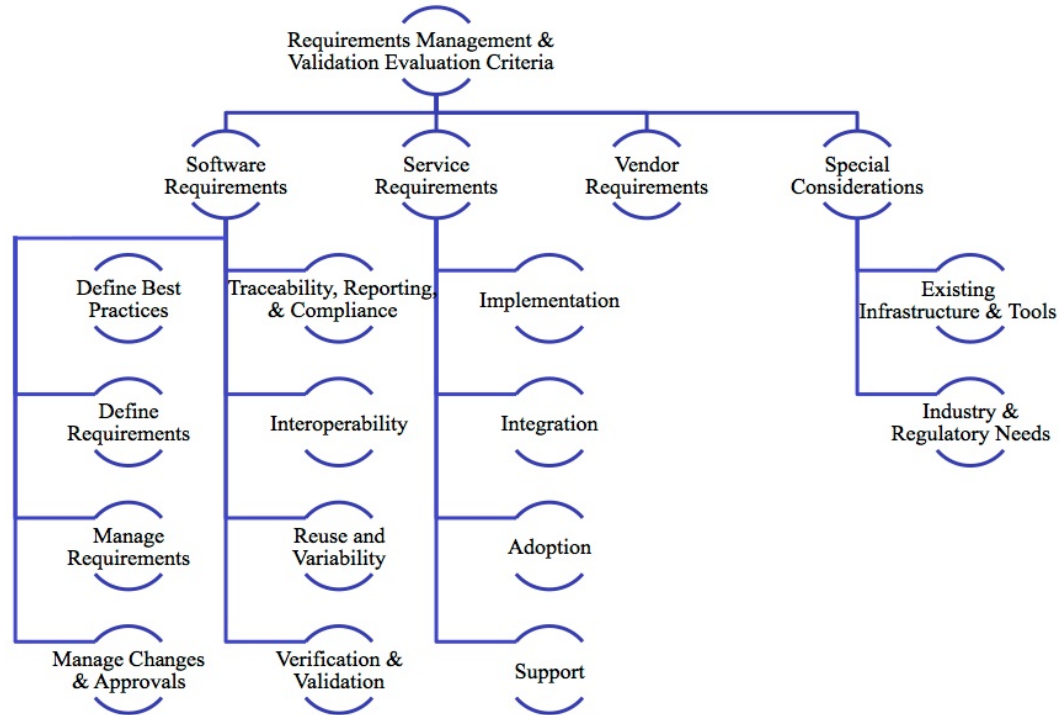 Requirements Management &
Validation Evaluation Criteria
Software
Requirements
Service
Requirements
Vendor
Requirements
Special
Considerations
Define Best
Practices
Traceability, Reporting,
& Compliance
Implementation
Existing
Infrastructure & Tools
Define
Requirements
Interoperability
Integration
Industry &
Regulatory Needs
Manage
Requirements
Reuse and
Variability
Adoption
Manage Changes
& Approvals
Verification &
Validation
Support